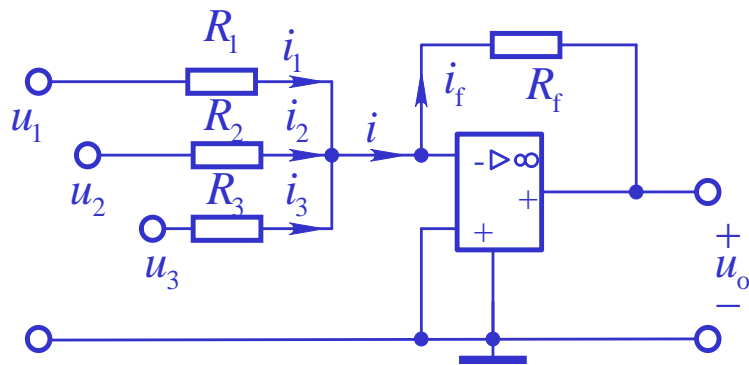 R1 i1
u1
R2 i2 i if Rf
u2
R3 i3
u3
- ▷ ∞
+
+
+
uo
−